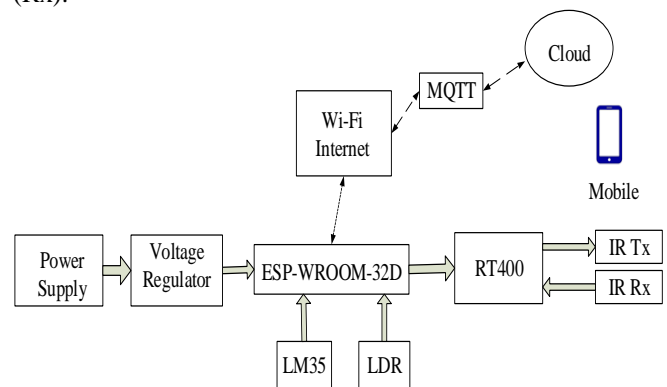 (Rx).
Cloud
MQTT
Wi-Fi
Internet
Mobile
Power
Supply
Voltage
Regulator
ESP-WROOM-32D
RT400
IR Tx
IR Rx
LM35
LDR